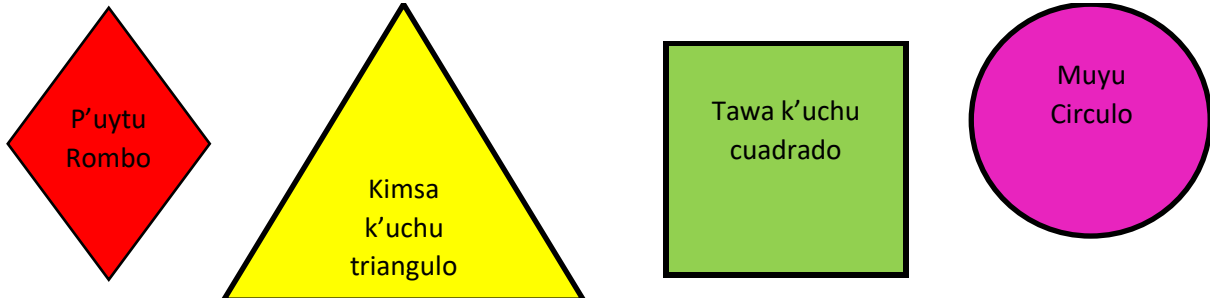 P’uytu
Rombo
Kimsa
k’uchu
triangulo
Tawa k’uchu
cuadrado
Muyu
Circulo